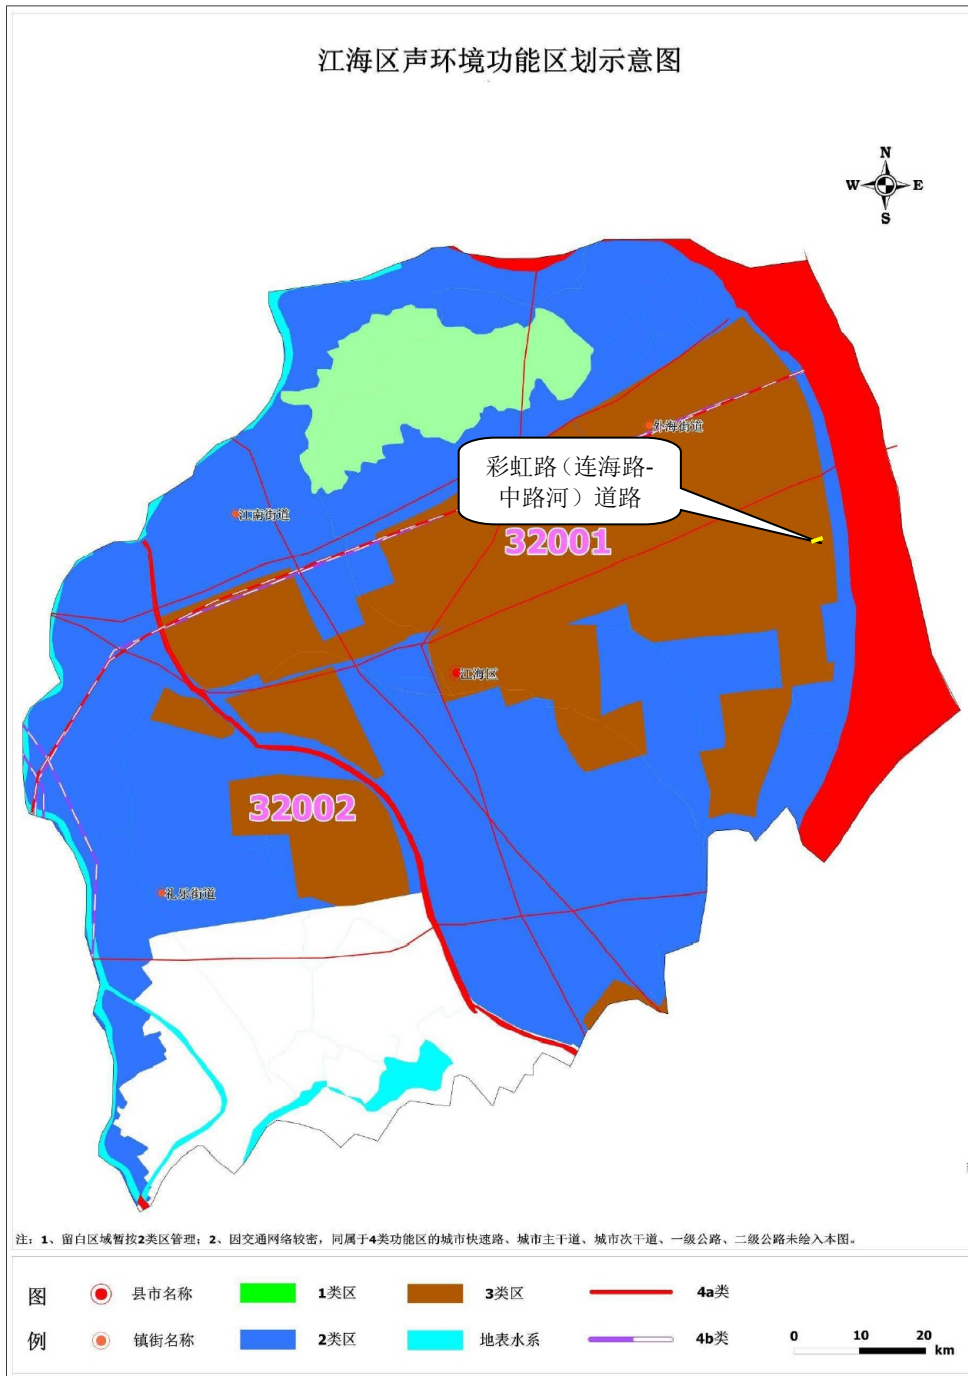 江海区声环境功能区划示意图
N
W E
S
外海街道
彩虹路（连海路-
中路河）道路
江南街道
32001
江海区
32002
礼乐街道
注：1、留白区域暂按2类区管理；2、因交通网络较密，同属于4类功能区的城市快速路、城市主干道、城市次干道、一级公路、二级公路未绘入本图。
图 县市名称 1类区 3类区 4a类
例 镇街名称 2类区 地表水系 4b类
0 10 20
km